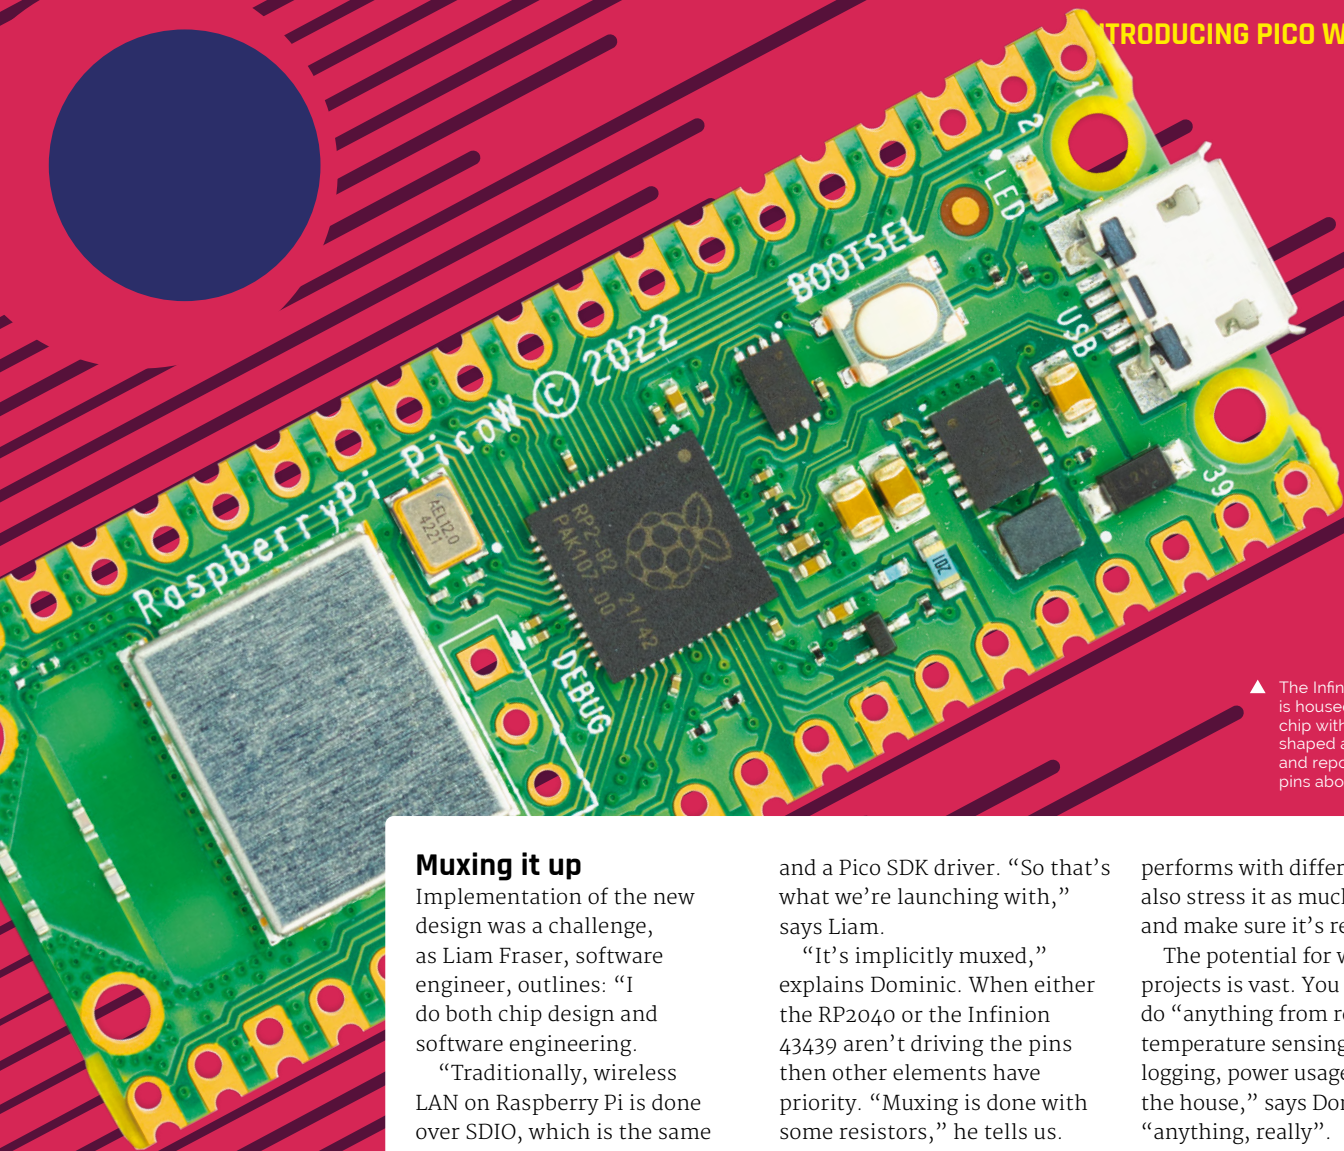 INTRODUCING PICO W
1
2
LED
BOOTSEL
USB
39
RaspberryPi PicoW © 2022
AEL12.0
4221
RP2-B2
PAK107.00
21/42
201
DEBUG
The Infin
is house
chip with
shaped a
and repo
pins abo
Muxing it up
Implementation of the new
design was a challenge,
as Liam Fraser, software
engineer, outlines: “I
do both chip design and
software engineering.
“Traditionally, wireless
LAN on Raspberry Pi is done
over SDIO, which is the same
and a Pico SDK driver. “So that’s
what we’re launching with,”
says Liam.
“It’s implicitly muxed,”
explains Dominic. When either
the RP2040 or the Infinion
43439 aren’t driving the pins
then other elements have
priority. “Muxing is done with
some resistors,” he tells us.
performs with differ
also stress it as much
and make sure it’s re
The potential for w
projects is vast. You
do “anything from re
temperature sensing
logging, power usage
the house,” says Dor
“anything, really”.